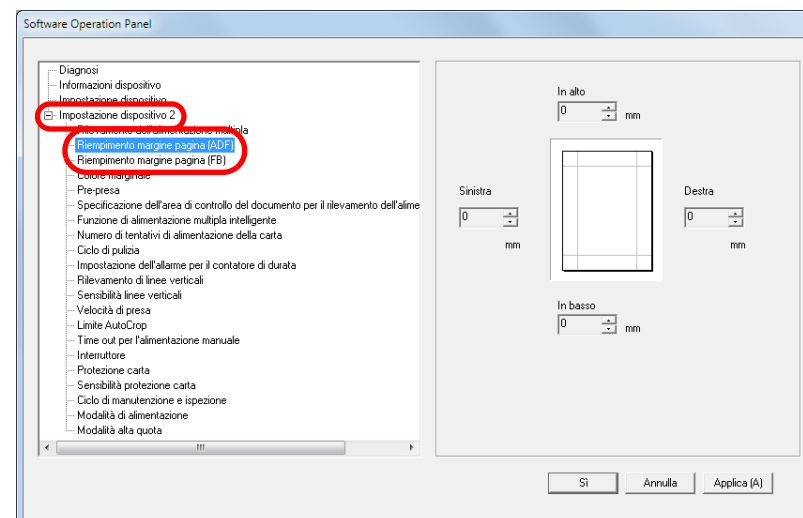 Software Operation Panel
Diagnosi
Informazioni dispositivo
Impostazione dispositivo
Impostazione dispositivo 2
Rilevamento dell'alimentazione multipla
Riempimento margine pagina (ADF)
Riempimento margine pagina (FB)
Colore marginale
Pre-presa
Specificazione dell'area di controllo del documento per il rilevamento dell'alime
Funzione di alimentazione multipla intelligente
Numero di tentativi di alimentazione della carta
Ciclo di pulizia
Impostazione dell'allarme per il contatore di durata
Rilevamento di linee verticali
Sensibilità linee verticali
Velocità di presa
Limite AutoCrop
Time out per l'alimentazione manuale
Interruttore
Protezione carta
Sensibilità protezione carta
Ciclo di manutenzione e ispezione
Modalità di alimentazione
Modalità alta quota
In alto
0 mm
Sinistra
0
mm
Destra
0
mm
In basso
0 mm
Sì Annulla Applica (A)